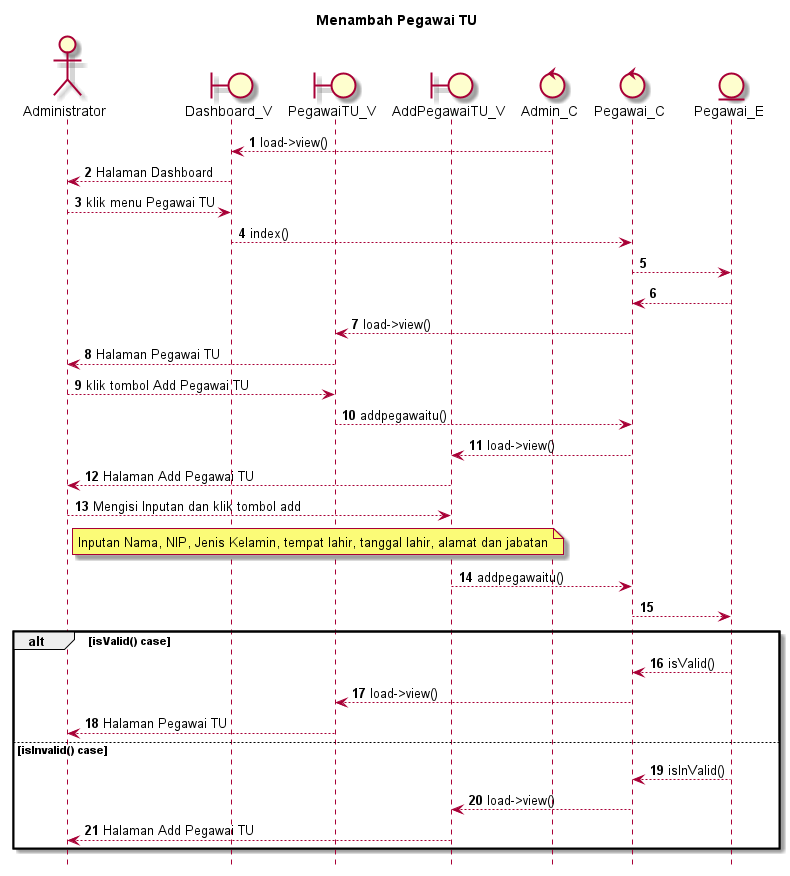 Menambah Pegawai TU
Administrator
Dashboard_V
PegawaiTU_V
AddPegawaiTU_V
Admin_C
Pegawai_C
Pegawai_E
1 load->view()
2 Halaman Dashboard
3 klik menu Pegawai TU
4 index()
5
6
7 load->view()
8 Halaman Pegawai TU
9 klik tombol Add Pegawai TU
10 addpegawaitu()
11 load->view()
12 Halaman Add Pegawai TU
13 Mengisi Inputan dan klik tombol add
Inputan Nama, NIP, Jenis Kelamin, tempat lahir, tanggal lahir, alamat dan jabatan
14 addpegawaitu()
15
alt [isValid() case]
16 isValid()
17 load->view()
18 Halaman Pegawai TU
[isInvalid() case]
19 isInValid()
20 load->view()
21 Halaman Add Pegawai TU